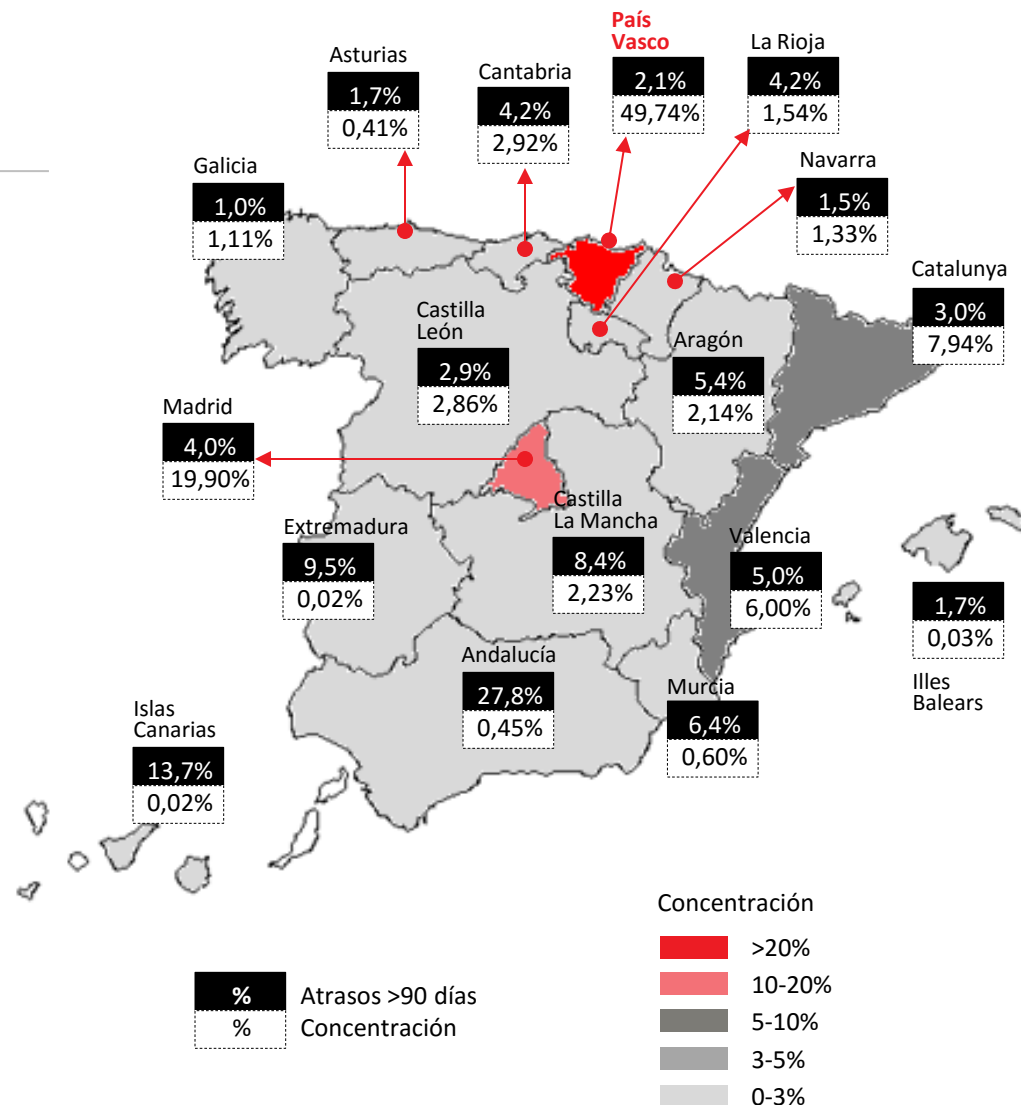 País
Vasco
2,1%
49,74%
La Rioja
4,2%
1,54%
Asturias
1,7%
0,41%
Cantabria
4,2%
2,92%
Navarra
1,5%
1,33%
Galicia
1,0%
1,11%
Catalunya
3,0%
7,94%
Castilla
León
2,9%
2,86%
Aragón
5,4%
2,14%
Madrid
4,0%
19,90%
Castilla
La Mancha
8,4%
2,23%
Extremadura
9,5%
0,02%
Valencia
5,0%
6,00%
1,7%
0,03%
Illes
Balears
Andalucía
27,8%
0,45%
Murcia
6,4%
0,60%
Islas
Canarias
13,7%
0,02%
Concentración
>20%
10-20%
5-10%
3-5%
0-3%
% Atrasos >90 días
% Concentración